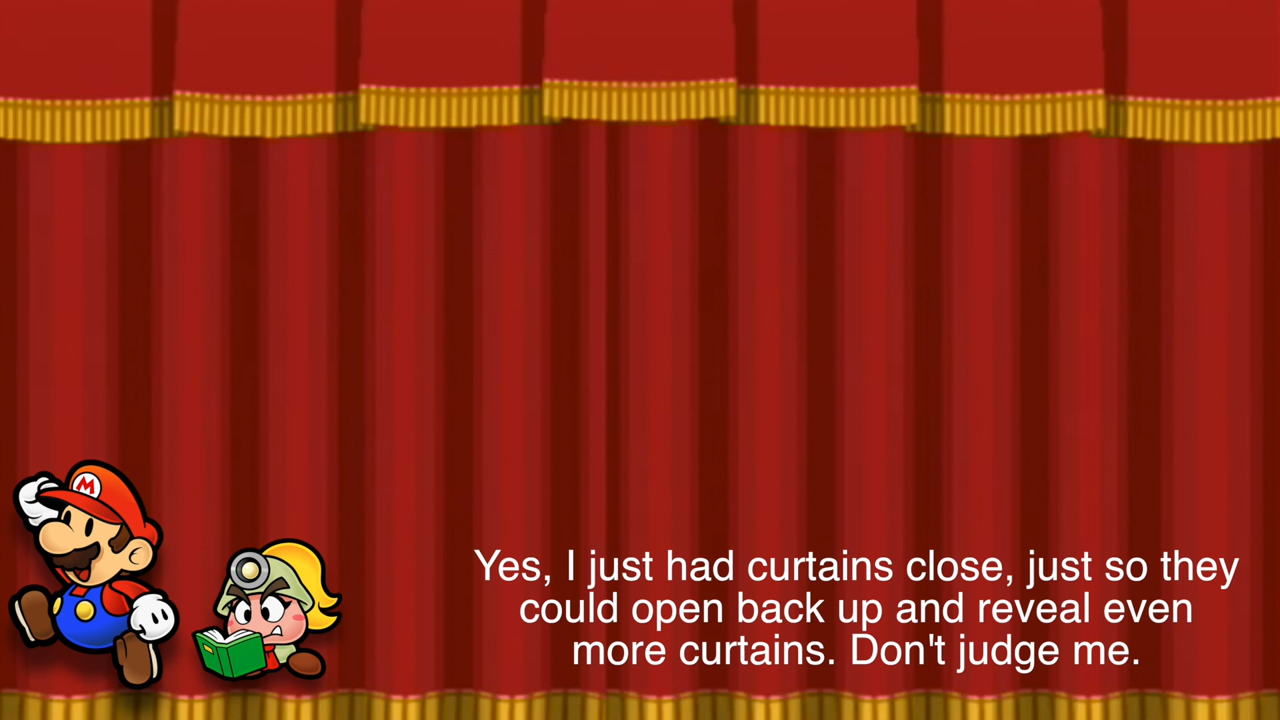 M
Yes, I just had curtains close, just so they
could open back up and reveal even
more curtains. Don't judge me.